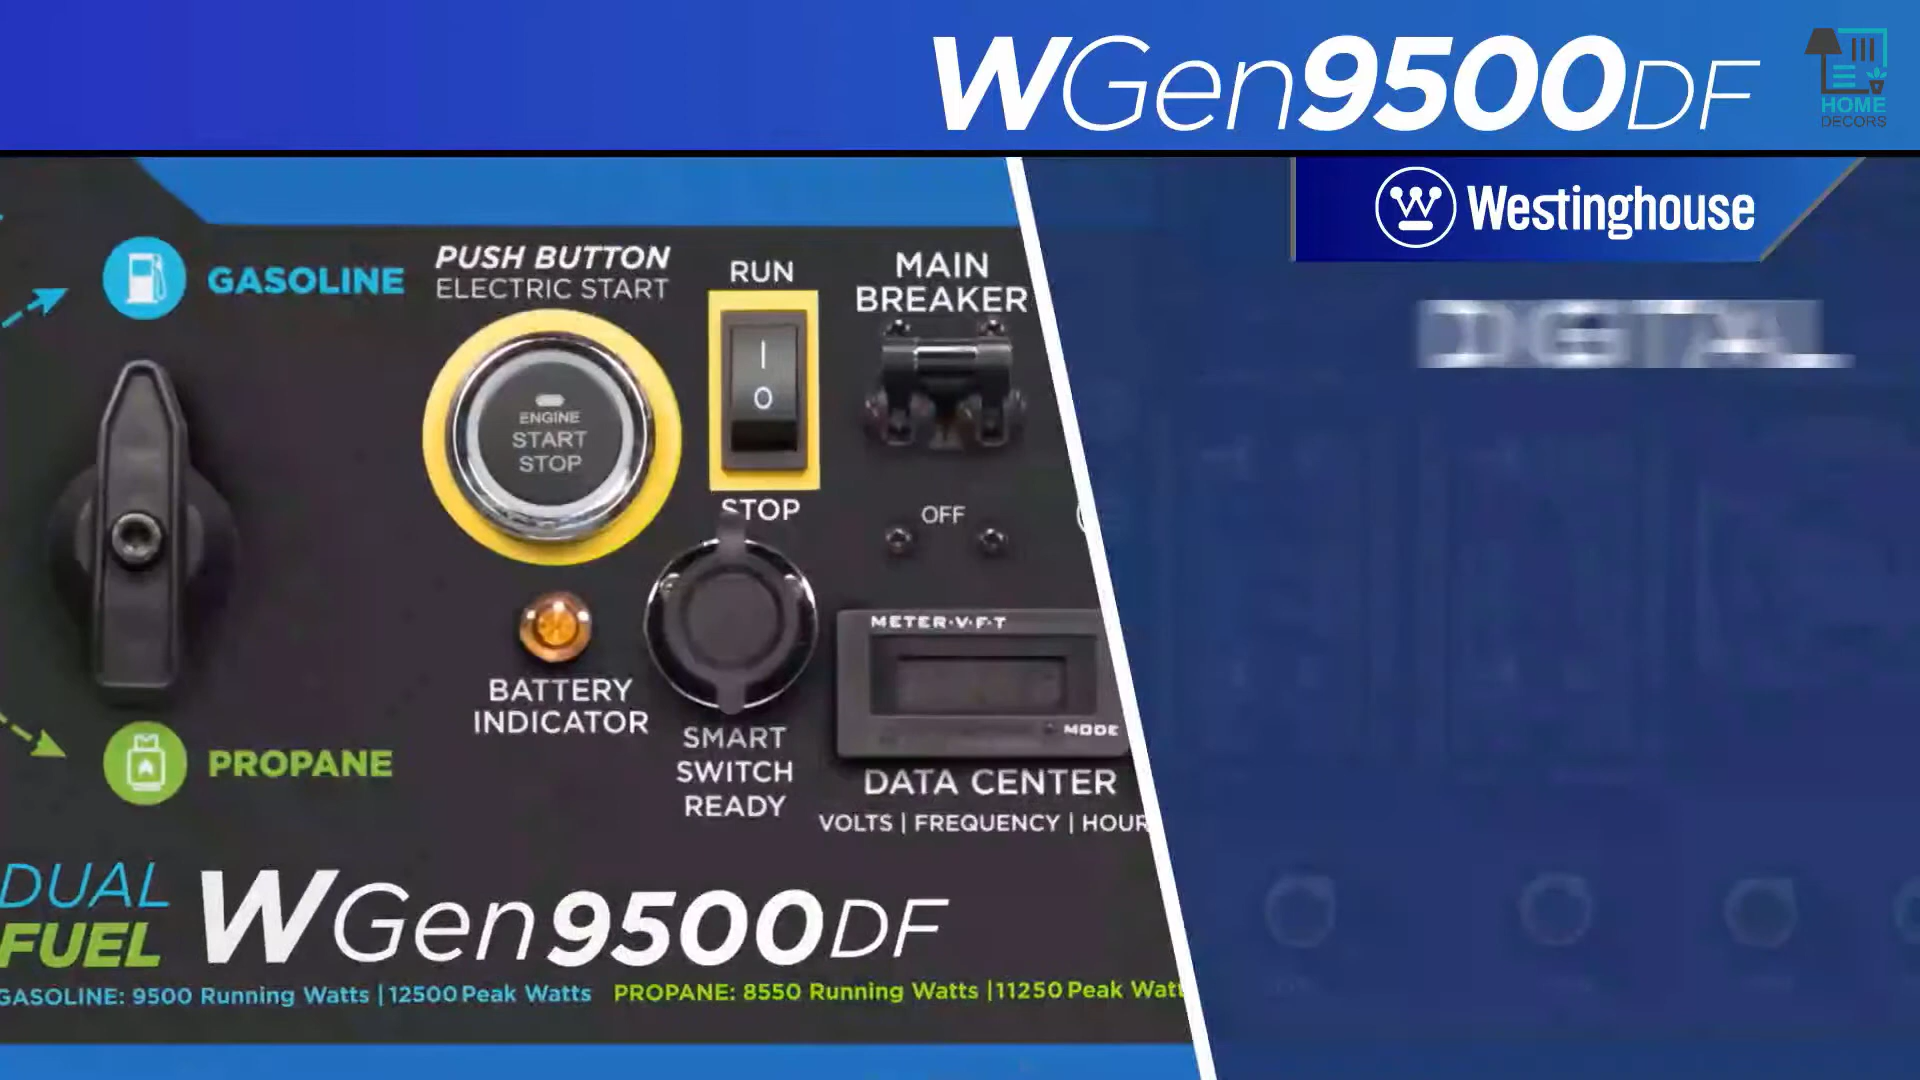 WGen9500DF
HOME
DECORS
Westinghouse
DIGITAL
GASOLINE
PUSH BUTTON
ELECTRIC START
RUN
MAIN
BREAKER
I
O
ENGINE
START
STOP
STOP
OFF
METER·V·F·T
MODE
BATTERY
INDICATOR
SMART
SWITCH
READY
DATA CENTER
VOLTS | FREQUENCY | HOUR
PROPANE
DUAL
FUEL
WGen9500DF
GASOLINE: 9500 Running Watts | 12500 Peak Watts PROPANE: 8550 Running Watts | 11250 Peak Watt